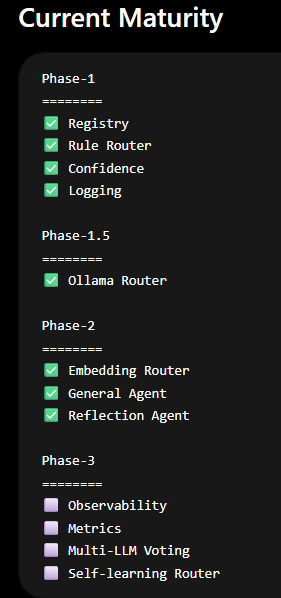 Current Maturity
Phase-1
========
✅ Registry
✅ Rule Router
✅ Confidence
✅ Logging
Phase-1.5
========
✅ Ollama Router
Phase-2
========
✅ Embedding Router
✅ General Agent
✅ Reflection Agent
Phase-3
========
⬜ Observability
⬜ Metrics
⬜ Multi-LLM Voting
⬜ Self-learning Router